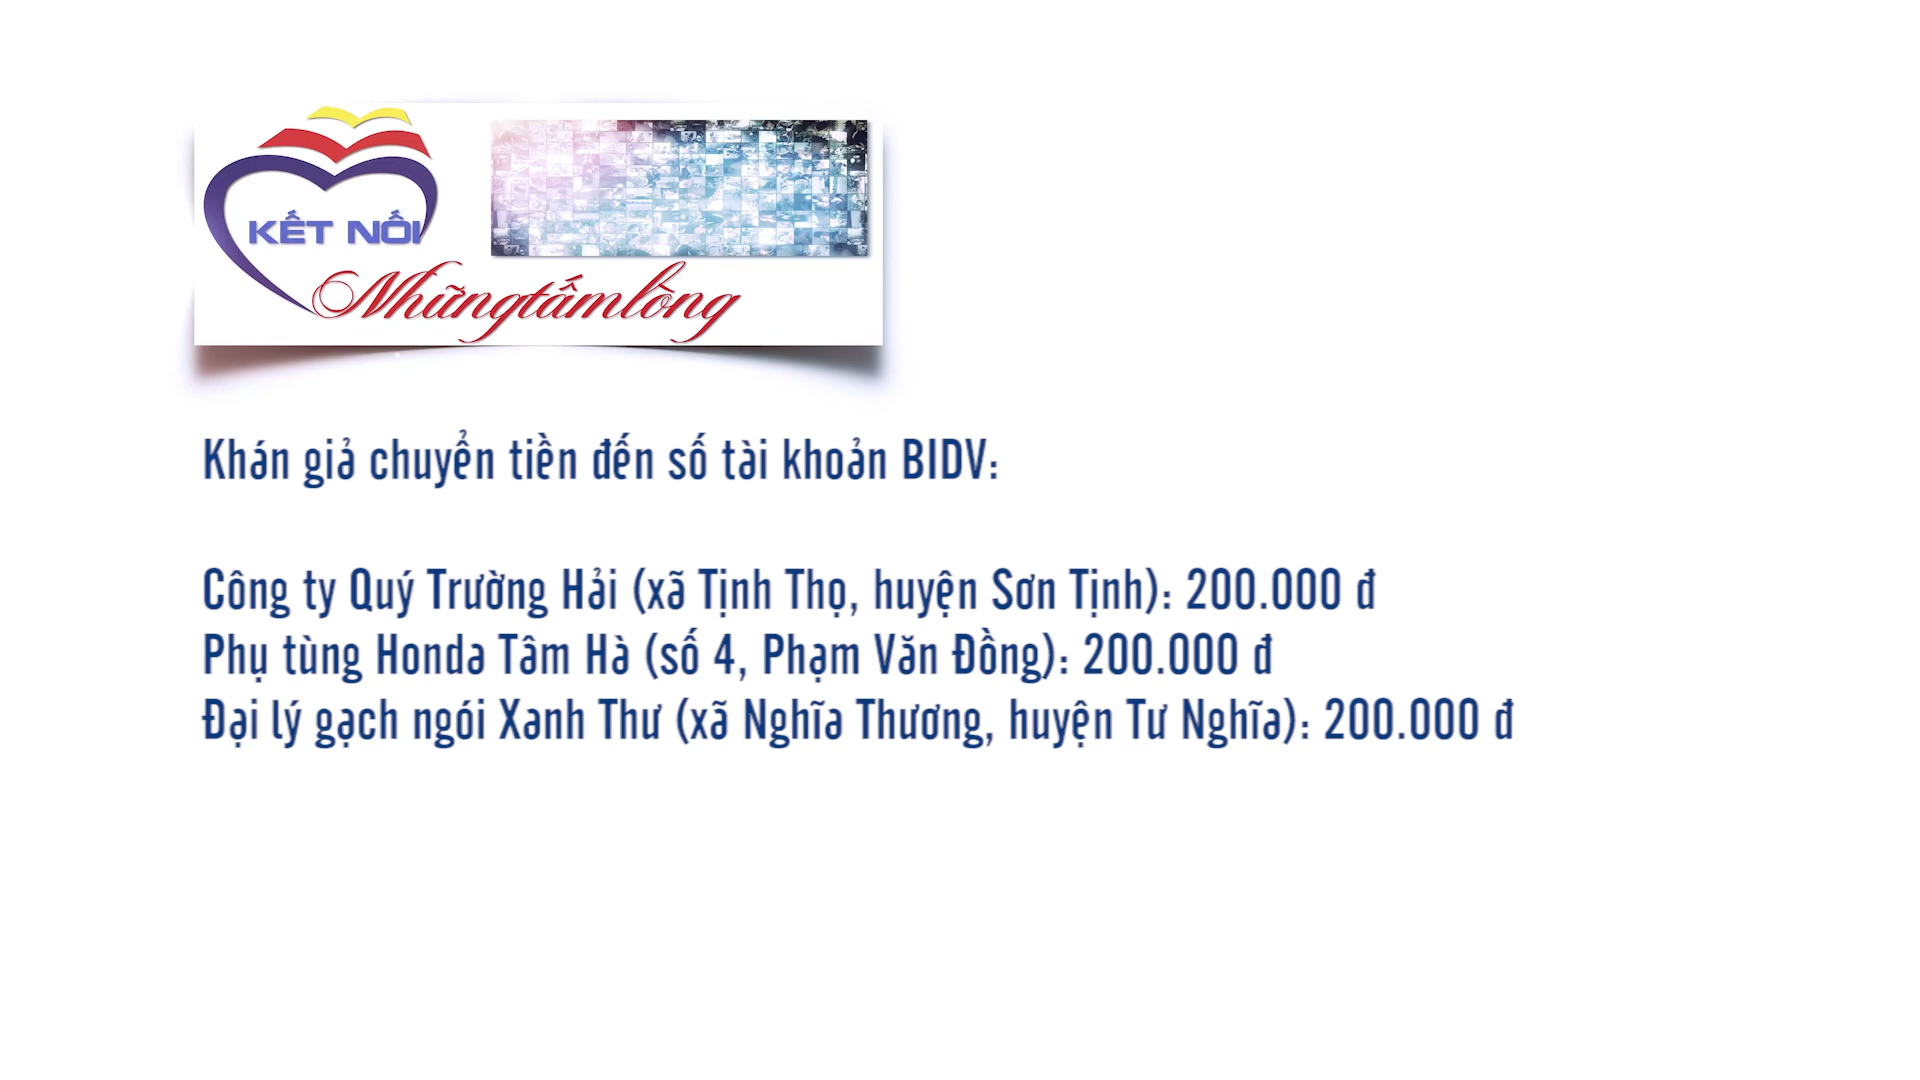 KẾT NỐI
Nhữngtấmlòng
Khán giả chuyển tiền đến số tài khoản BIDV:
Công ty Quý Trường Hải (xã Tịnh Thọ, huyện Sơn Tịnh): 200.000 đ
Phụ tùng Honda Tâm Hà (số 4, Phạm Văn Đồng): 200.000 đ
Đại lý gạch ngói Xanh Thư (xã Nghĩa Thương, huyện Tư Nghĩa): 200.000 đ